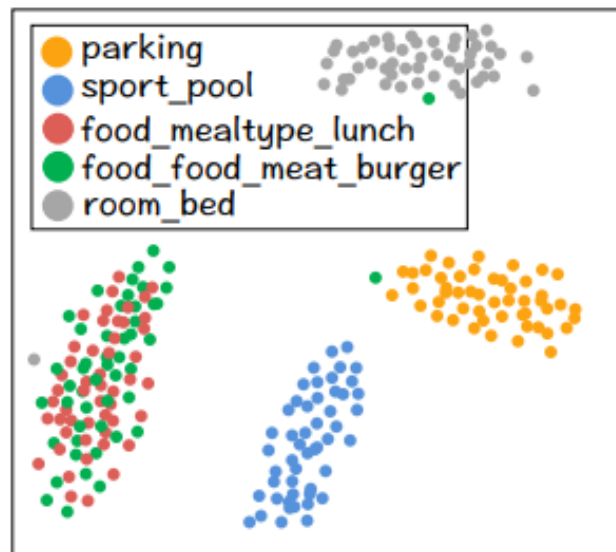 parking
sport_pool
food_mealtype_lunch
food_food_meat_burger
room_bed